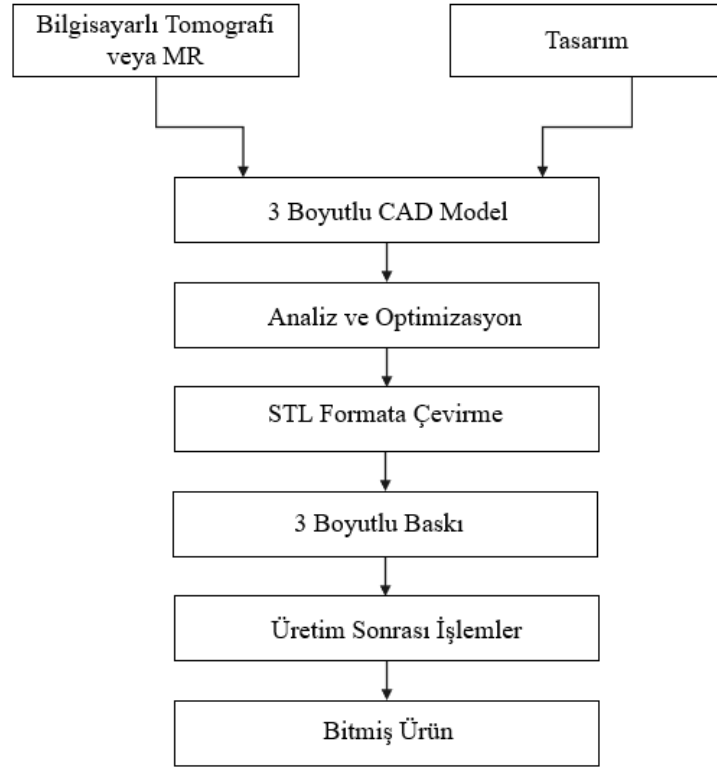 Bilgisayarlı Tomografi
veya MR
Tasarım
3 Boyutlu CAD Model
Analiz ve Optimizasyon
STL Formata Çevirme
3 Boyutlu Baskı
Üretim Sonrası İşlemler
Bitmiş Ürün